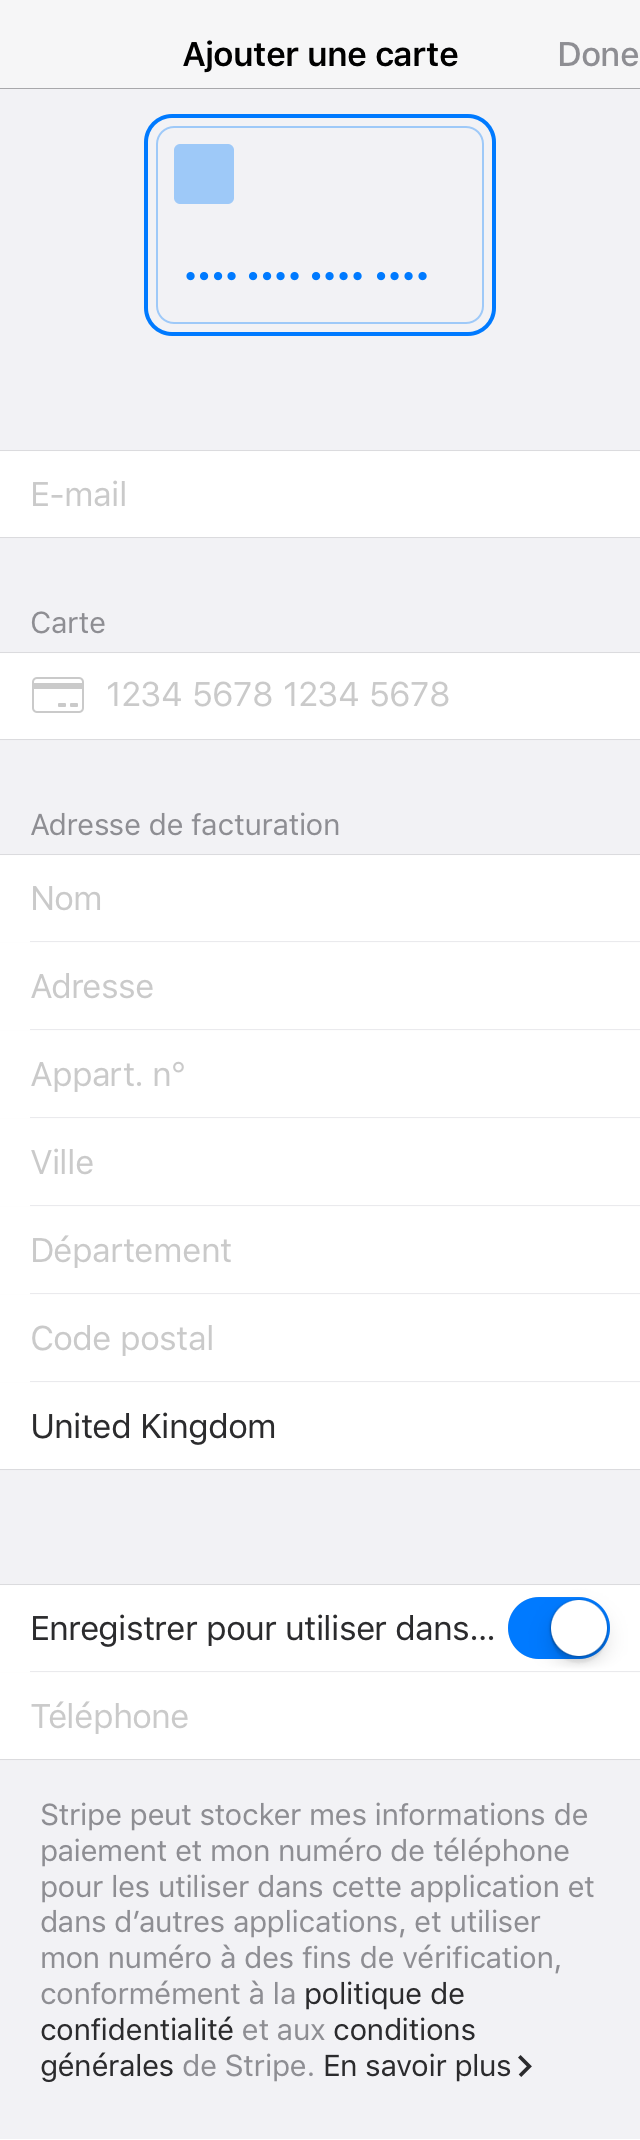 Ajouter une carte Done
•••• •••• •••• ••••
E-mail
Carte
1234 5678 1234 5678
Adresse de facturation
Nom
Adresse
Appart. n°
Ville
Département
Code postal
United Kingdom
Enregistrer pour utiliser dans...
Téléphone
Stripe peut stocker mes informations de
paiement et mon numéro de téléphone
pour les utiliser dans cette application et
dans d’autres applications, et utiliser
mon numéro à des fins de vérification,
conformément à la politique de
confidentialité et aux conditions
générales de Stripe. En savoir plus